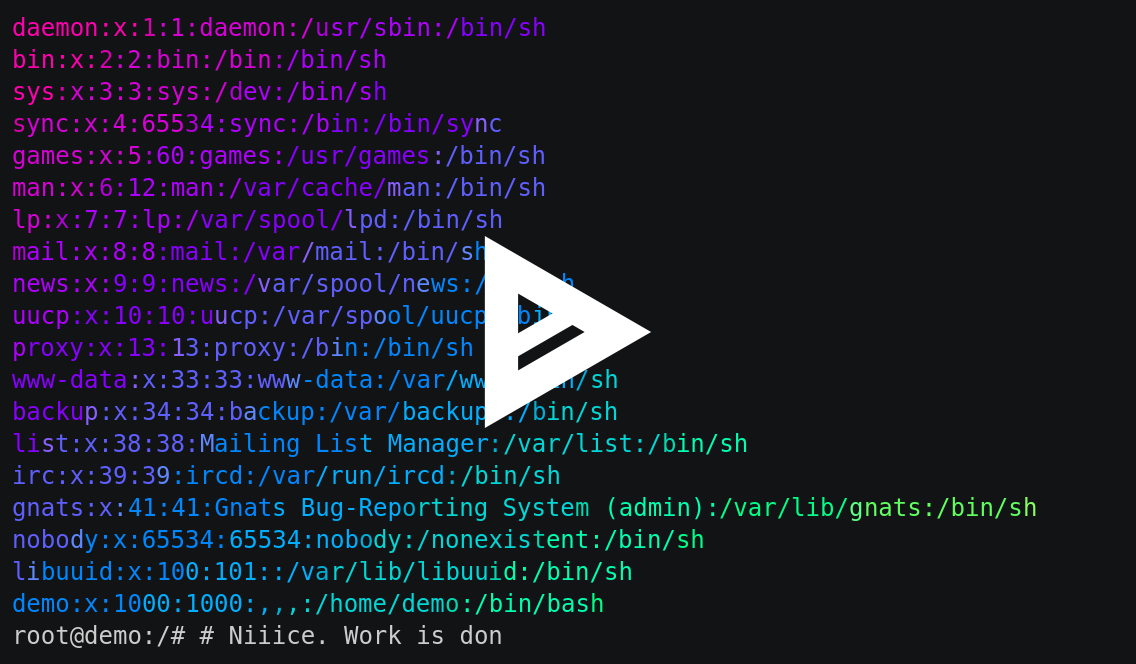 daemon:x:1:1:daemon:/usr/sbin:/bin/sh
bin:x:2:2:bin:/bin:/bin/sh
sys:x:3:3:sys:/dev:/bin/sh
sync:x:4:65534:sync:/bin:/bin/sync
games:x:5:60:games:/usr/games:/bin/sh
man:x:6:12:man:/var/cache/man:/bin/sh
lp:x:7:7:lp:/var/spool/lpd:/bin/sh
mail:x:8:8:mail:/var/mail:/bin/sh
news:x:9:9:news:/var/spool/news:/
uucp:x:10:10:uucp:/var/spool/uucp
proxy:x:13:13:proxy:/bin:/bin/sh
www-data:x:33:33:www-data:/var/www
backup:x:34:34:backup:/var/backups:/bin/sh
list:x:38:38:Mailing List Manager:/var/list:/bin/sh
irc:x:39:39:ircd:/var/run/ircd:/bin/sh
gnats:x:41:41:Gnats Bug-Reporting System (admin):/var/lib/gnats:/bin/sh
nobody:x:65534:65534:nobody:/nonexistent:/bin/sh
libuuid:x:100:101::/var/lib/libuuid:/bin/sh
demo:x:1000:1000:,,,:/home/demo:/bin/bash
root@demo:/# # Niiice. Work is don